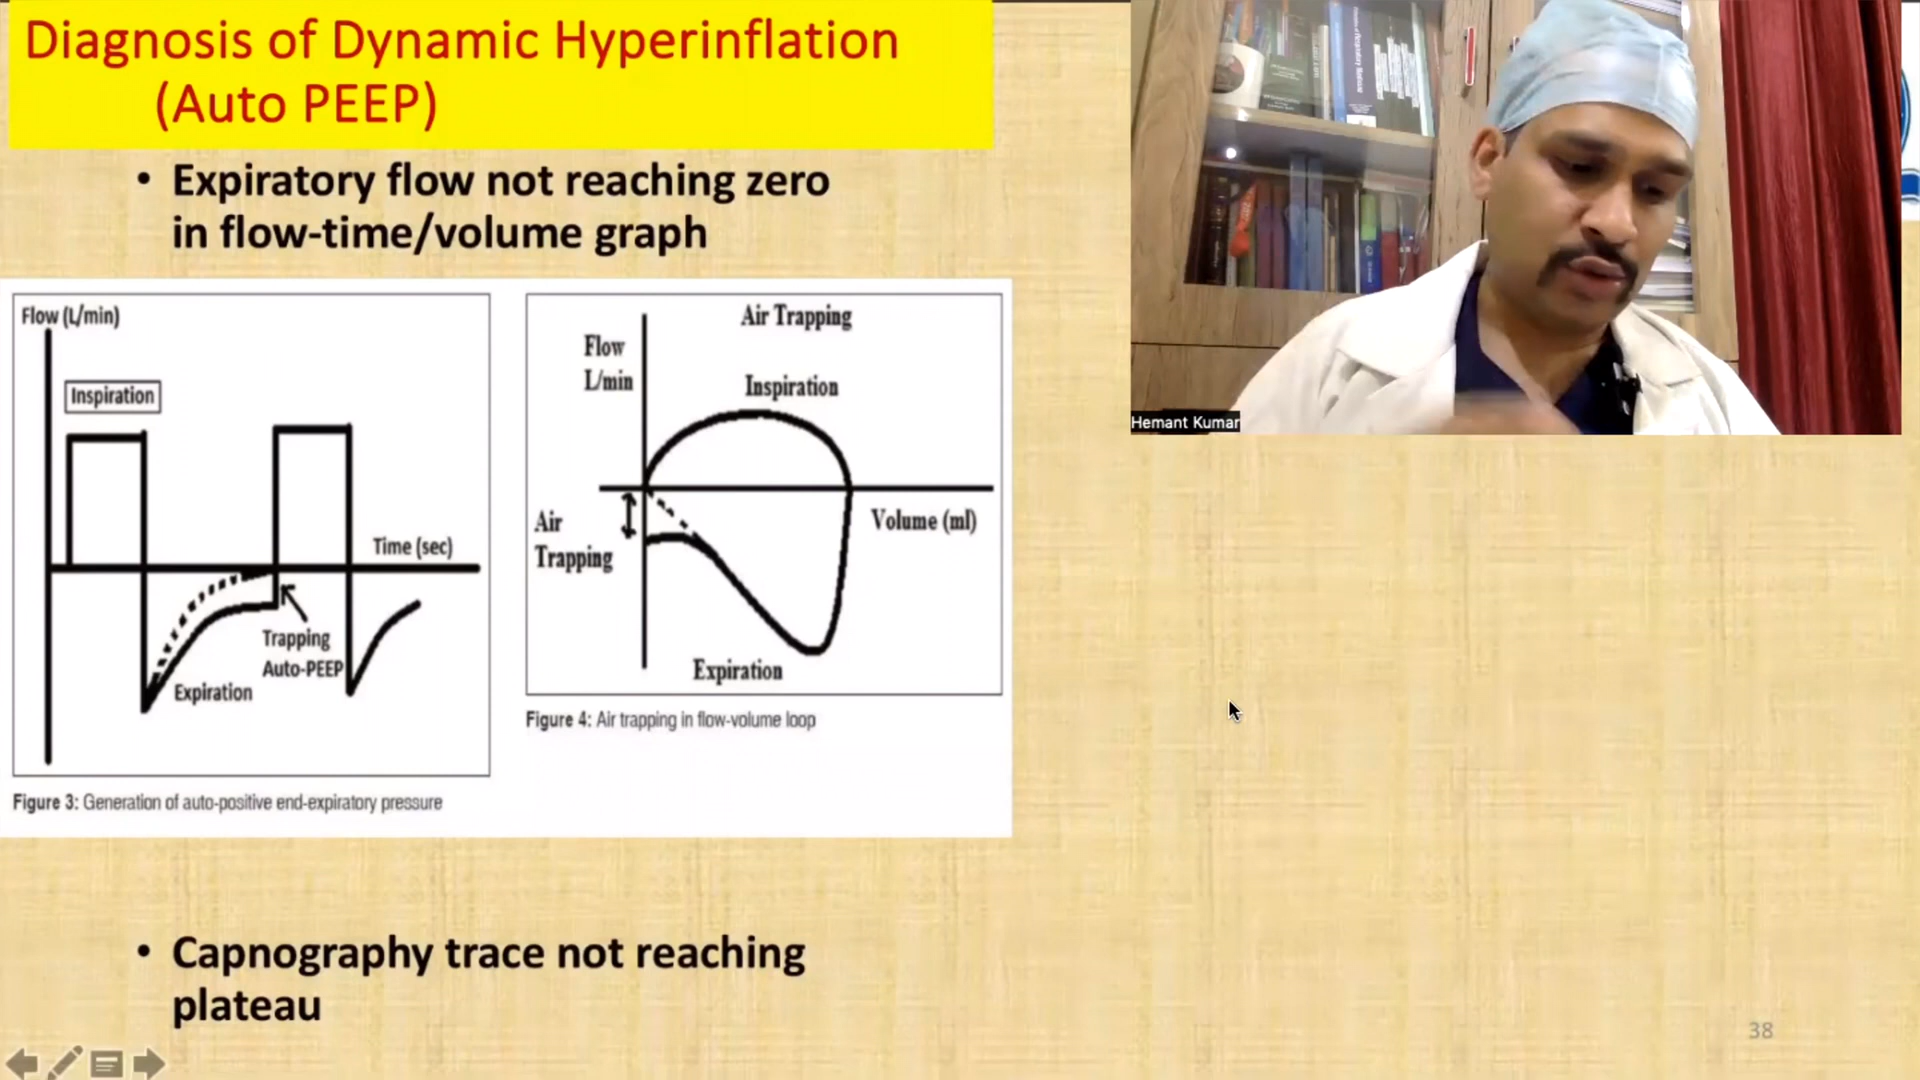 Diagnosis of Dynamic Hyperinflation
(Auto PEEP)
• Expiratory flow not reaching zero
in flow-time/volume graph
Flow (L/min)
Inspiration
Time (sec)
Trapping
Auto-PEEP
Expiration
Figure 3: Generation of auto-positive end-expiratory pressure
Air Trapping
Flow
L/min
Inspiration
Air
Trapping
Volume (ml)
Expiration
Figure 4: Air trapping in flow-volume loop
• Capnography trace not reaching
plateau
Hemant Kumar
38